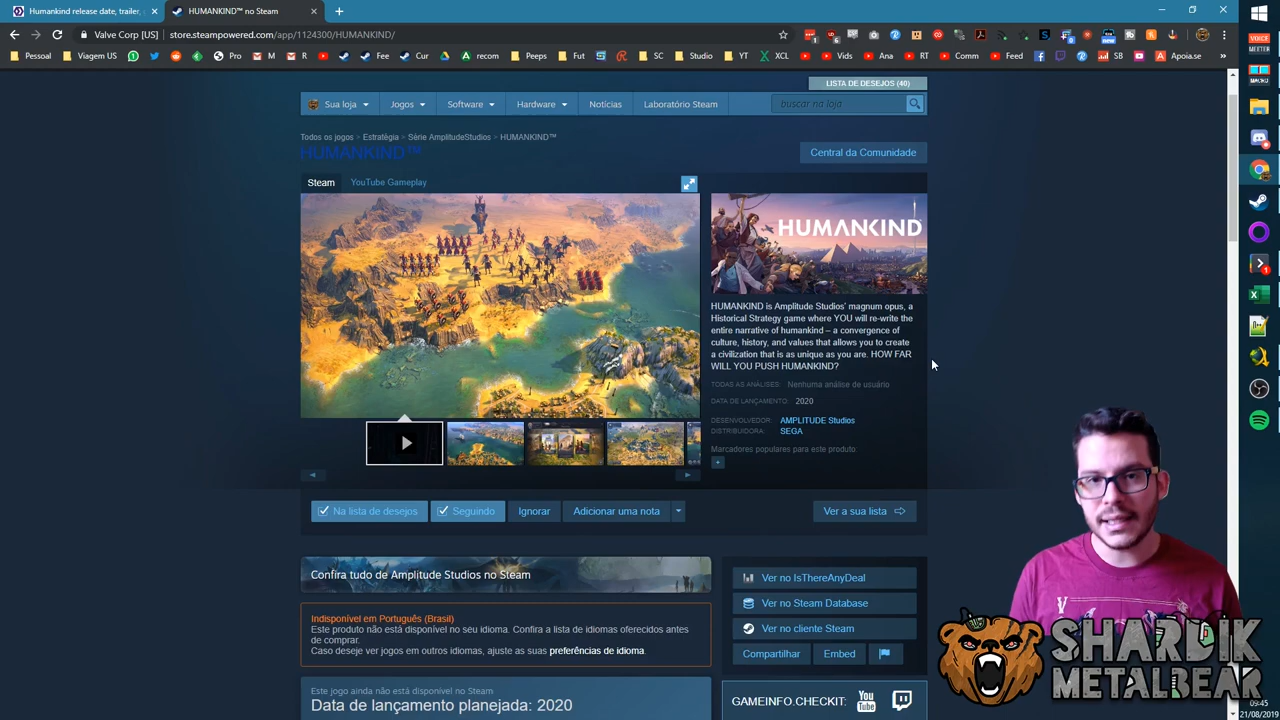 Humankind release date, trailer,
HUMANKIND™ no Steam
Valve Corp [US]
store.steampowered.com/app/1124300/HUMANKIND/
Pessoal
Viagem US
Fee
Cur
Pro
M
R
recom
Peeps
Fut
SC
Studio
YT
XCL
Vids
Ana
RT
Comm
Feed
SB
Apoia.se
VOICE
MEETER
LISTA DE DESEJOS (40)
Sua loja
Jogos
Software
Hardware
Notícias
Laboratório Steam
buscar na loja
Todos os jogos > Estratégia > Série AmplitudeStudios > HUMANKIND™
HUMANKIND™
Central da Comunidade
Steam
YouTube Gameplay
HUMANKIND
HUMANKIND is Amplitude Studios' magnum opus, a
Historical Strategy game where YOU will re-write the
entire narrative of humankind – a convergence of
culture, history, and values that allows you to create
a civilization that is as unique as you are. HOW FAR
WILL YOU PUSH HUMANKIND?
TODAS AS ANÁLISES: Nenhuma análise de usuário
DATA DE LANÇAMENTO: 2020
DESENVOLVEDOR: AMPLITUDE Studios
DISTRIBUIDORA: SEGA
Marcadores populares para este produto:
+
Na lista de desejos
Seguindo
Ignorar
Adicionar uma nota
Ver a sua lista
Confira tudo de Amplitude Studios no Steam
Ver no IsThereAnyDeal
Ver no Steam Database
Ver no cliente Steam
Compartilhar
Embed
Indisponível em Português (Brasil)
Este produto não está disponível no seu idioma. Confira a lista de idiomas oferecidos antes
de comprar.
Caso deseje ver jogos em outros idiomas, ajuste as suas preferências de idioma.
Este jogo ainda não está disponível no Steam
Data de lançamento planejada: 2020
GAMEINFO.CHECKIT:
You
Tube
SHARDIK
METALBEAR
09:45
21/08/2019